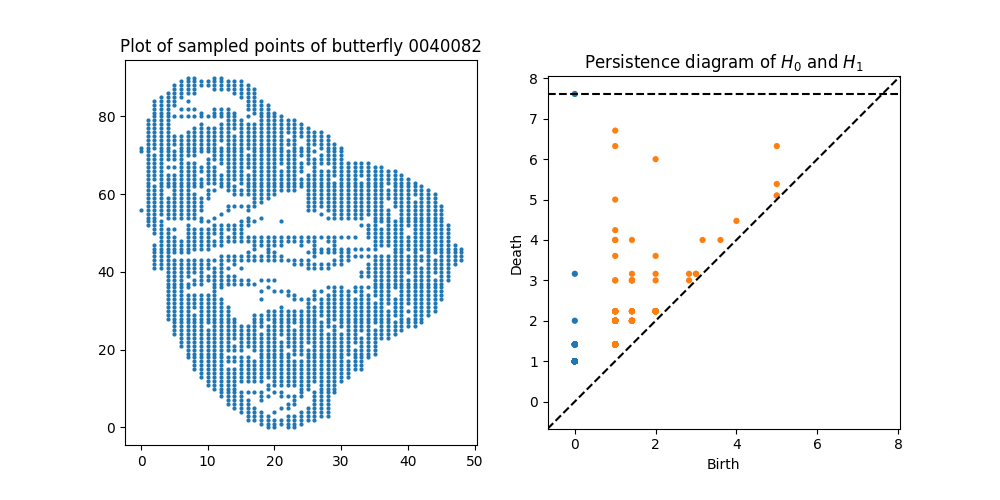 Plot of sampled points of butterfly 0040082
80
60
40
20
0
0 10 20 30 40 50
Persistence diagram of H₀ and H₁
8
7
6
5
4
3
2
1
0
Death
0 2 4 6 8
Birth